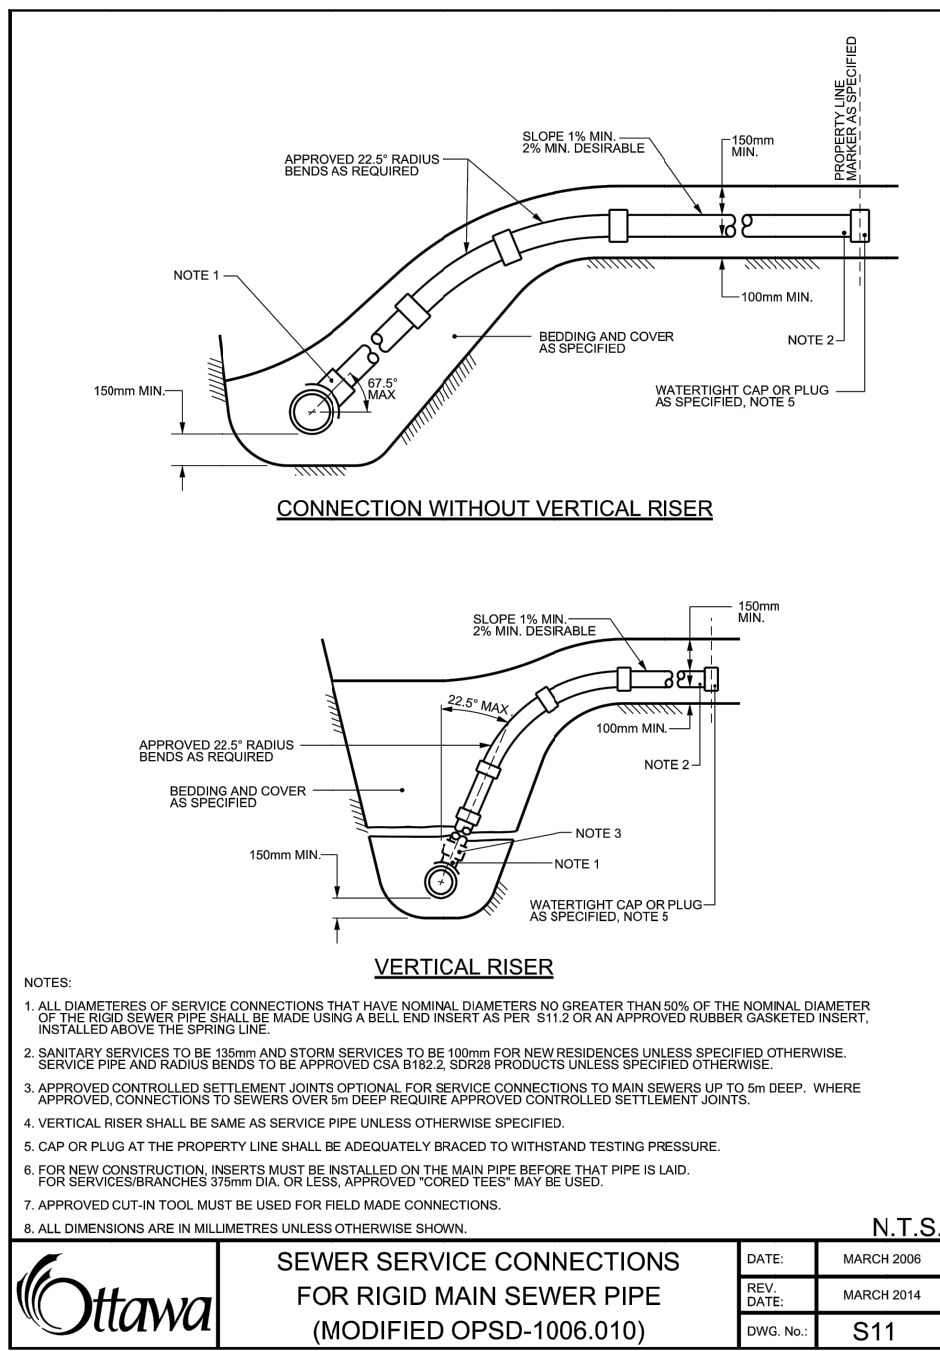 PROPERTY LINE
MARKER AS SPECIFIED
SLOPE 1% MIN.
2% MIN. DESIRABLE
150mm
MIN.
APPROVED 22.5° RADIUS
BENDS AS REQUIRED
NOTE 1
100mm MIN.
BEDDING AND COVER
AS SPECIFIED
NOTE 2
150mm MIN.
67.5°
MAX
WATERTIGHT CAP OR PLUG
AS SPECIFIED, NOTE 5
CONNECTION WITHOUT VERTICAL RISER
150mm
MIN.
SLOPE 1% MIN.
2% MIN. DESIRABLE
22.5° MAX.
100mm MIN.
APPROVED 22.5° RADIUS
BENDS AS REQUIRED
NOTE 2
BEDDING AND COVER
AS SPECIFIED
NOTE 3
150mm MIN.
NOTE 1
WATERTIGHT CAP OR PLUG
AS SPECIFIED, NOTE 5
VERTICAL RISER
NOTES:
1. ALL DIAMETERES OF SERVICE CONNECTIONS THAT HAVE NOMINAL DIAMETERS NO GREATER THAN 50% OF THE NOMINAL DIAMETER
OF THE RIGID SEWER PIPE SHALL BE MADE USING A BELL END INSERT AS PER S11.2 OR AN APPROVED RUBBER GASKETED INSERT,
INSTALLED ABOVE THE SPRING LINE.
2. SANITARY SERVICES TO BE 135mm AND STORM SERVICES TO BE 100mm FOR NEW RESIDENCES UNLESS SPECIFIED OTHERWISE.
SERVICE PIPE AND RADIUS BENDS TO BE APPROVED CSA B182.2, SDR28 PRODUCTS UNLESS SPECIFIED OTHERWISE.
3. APPROVED CONTROLLED SETTLEMENT JOINTS OPTIONAL FOR SERVICE CONNECTIONS TO MAIN SEWERS UP TO 5m DEEP. WHERE
APPROVED, CONNECTIONS TO SEWERS OVER 5m DEEP REQUIRE APPROVED CONTROLLED SETTLEMENT JOINTS.
4. VERTICAL RISER SHALL BE SAME AS SERVICE PIPE UNLESS OTHERWISE SPECIFIED.
5. CAP OR PLUG AT THE PROPERTY LINE SHALL BE ADEQUATELY BRACED TO WITHSTAND TESTING PRESSURE.
6. FOR NEW CONSTRUCTION, INSERTS MUST BE INSTALLED ON THE MAIN PIPE BEFORE THAT PIPE IS LAID.
FOR SERVICES/BRANCHES 375mm DIA. OR LESS, APPROVED "CORED TEES" MAY BE USED.
7. APPROVED CUT-IN TOOL MUST BE USED FOR FIELD MADE CONNECTIONS.
8. ALL DIMENSIONS ARE IN MILLIMETRES UNLESS OTHERWISE SHOWN.
N.T.S.
Ottawa
SEWER SERVICE CONNECTIONS
FOR RIGID MAIN SEWER PIPE
(MODIFIED OPSD-1006.010)
DATE: MARCH 2006
REV.
DATE: MARCH 2014
DWG. No.: S11